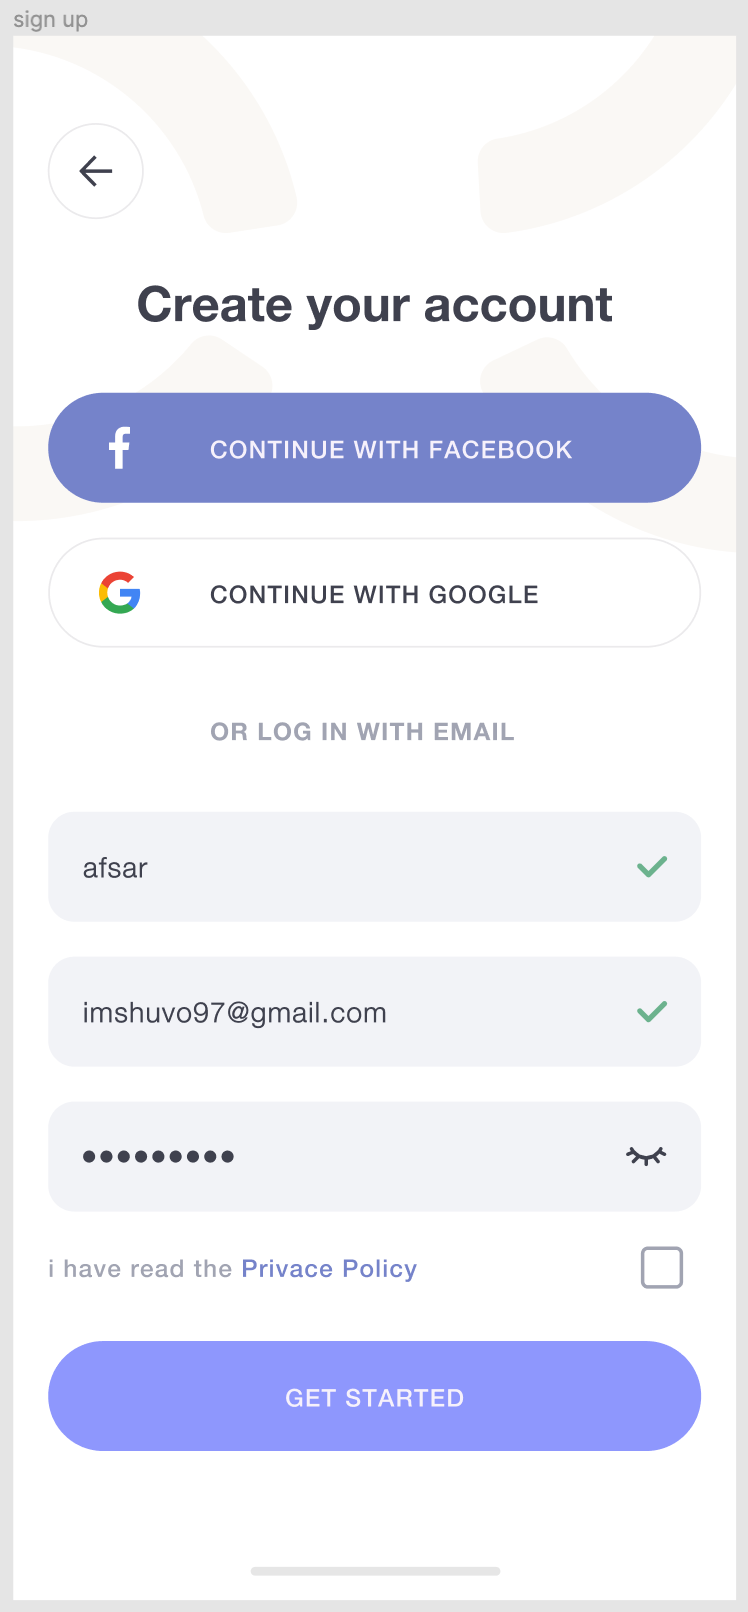 sign up
Create your account
CONTINUE WITH FACEBOOK
CONTINUE WITH GOOGLE
OR LOG IN WITH EMAIL
afsar
imshuvo97@gmail.com
●●●●●●●●●
i have read the Privace Policy
GET STARTED